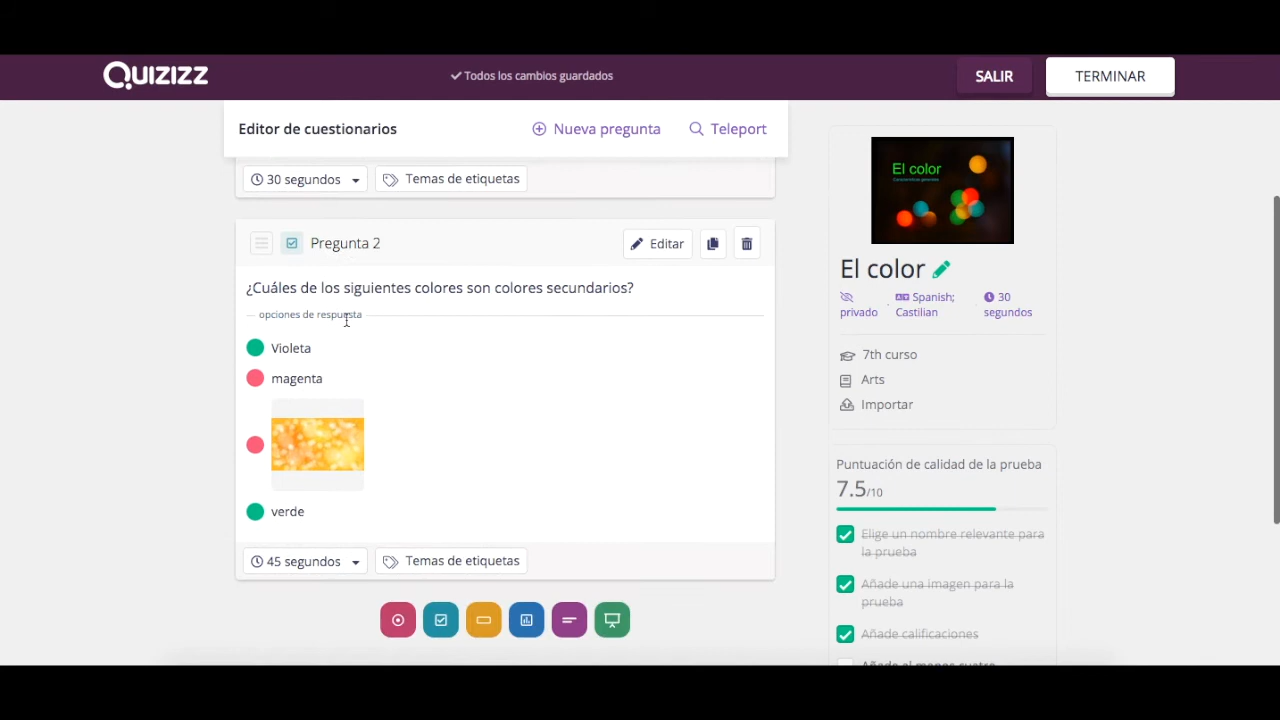 QUIZIZZ
Todos los cambios guardados
SALIR
TERMINAR
Editor de cuestionarios
Nueva pregunta
Teleport
30 segundos
Temas de etiquetas
Pregunta 2
Editar
¿Cuáles de los siguientes colores son colores secundarios?
opciones de respuesta
Violeta
magenta
verde
45 segundos
Temas de etiquetas
El color
El color
privado
Spanish;
Castilian
30
segundos
7th curso
Arts
Importar
Puntuación de calidad de la prueba
7.5/10
Elige un nombre relevante para
la prueba
Añade una imagen para la
prueba
Añade calificaciones
Añade al menos cuatro